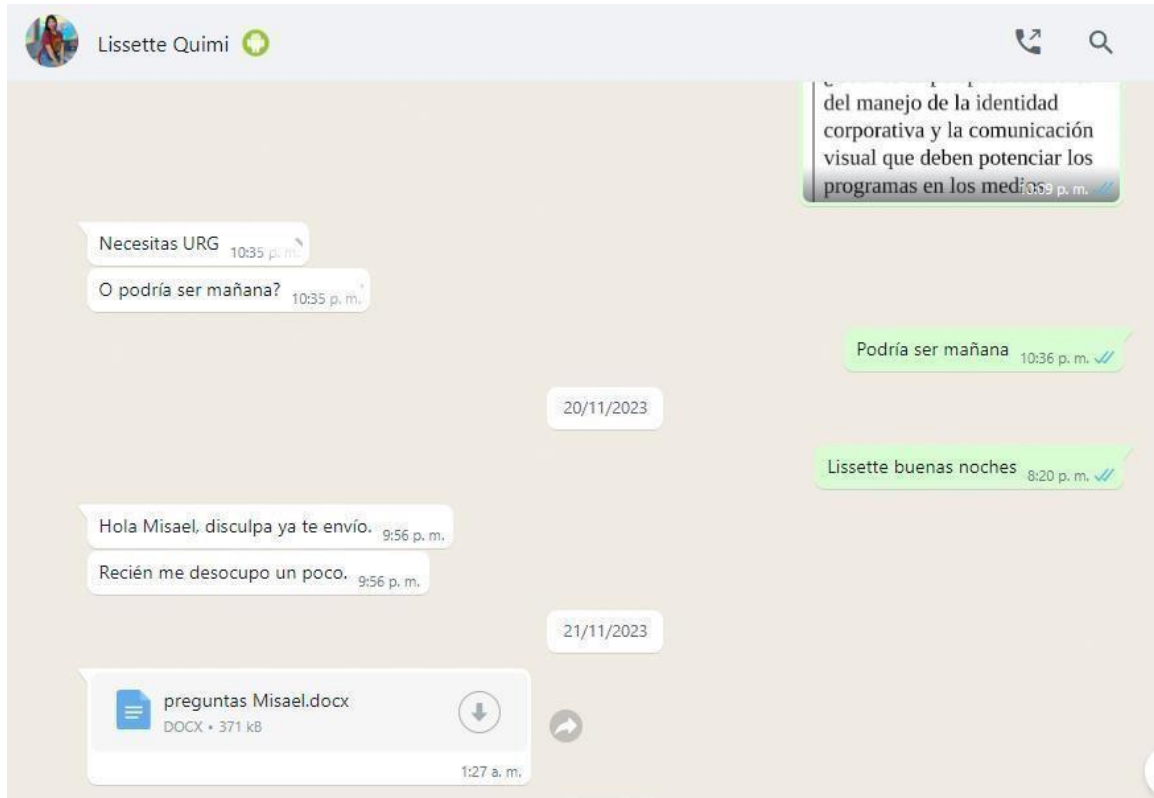 Lissette Quimi
del manejo de la identidad
corporativa y la comunicación
visual que deben potenciar los
programas en los medios
p. m.
Necesitas URG 10:35 p. m.
O podría ser mañana? 10:35 p. m.
Podría ser mañana 10:36 p. m.
20/11/2023
Lissette buenas noches 8:20 p. m.
Hola Misael, disculpa ya te envío. 9:56 p. m.
Recién me desocupo un poco. 9:56 p. m.
21/11/2023
preguntas Misael.docx
DOCX • 371 kB
1:27 a. m.